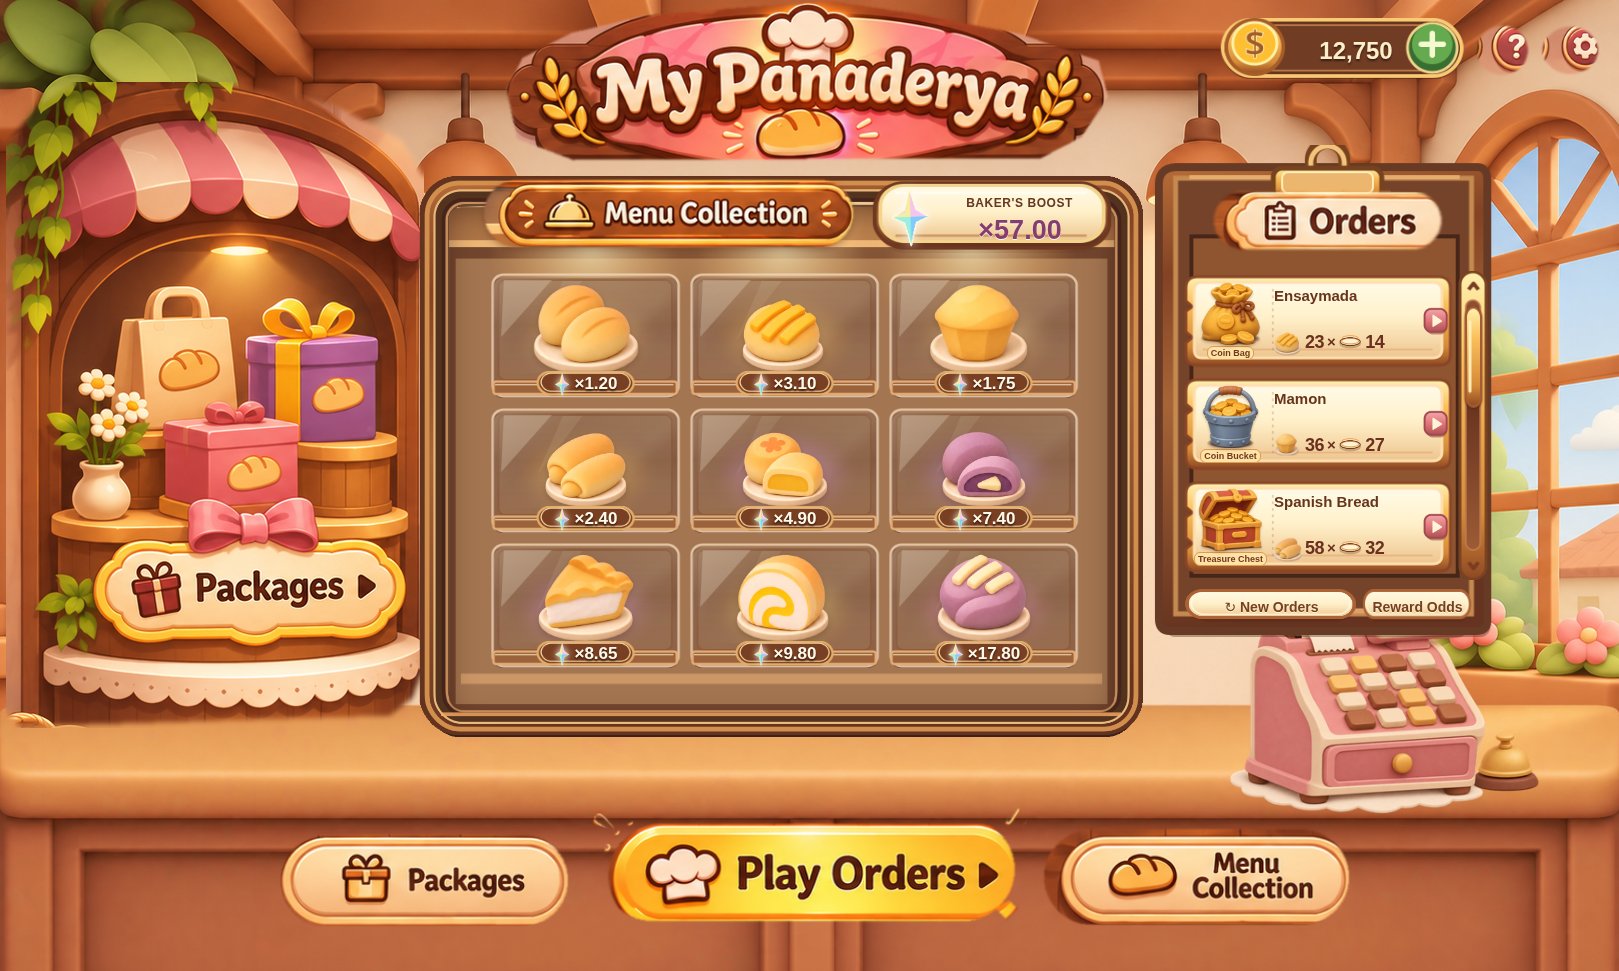 My Panaderya
$ 12,750 + ?
Menu Collection
BAKER'S BOOST
×57.00
×1.20
×3.10
×1.75
×2.40
×4.90
×7.40
×8.65
×9.80
×17.80
Orders
Ensaymada
Coin Bag
23 × 14
Mamon
Coin Bucket
36 × 27
Spanish Bread
Treasure Chest
58 × 32
↻ New Orders
Reward Odds
Packages
Packages
Play Orders
Menu
Collection